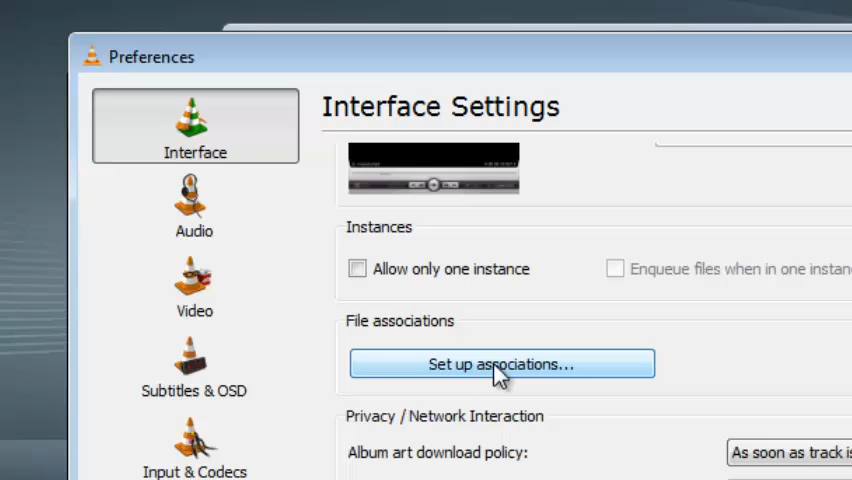 Preferences
Interface
Audio
Video
Subtitles & OSD
Input & Codecs
Interface Settings
Instances
Allow only one instance
Enqueue files when in one instan
File associations
Set up associations...
Privacy / Network Interaction
Album art download policy:
As soon as track is